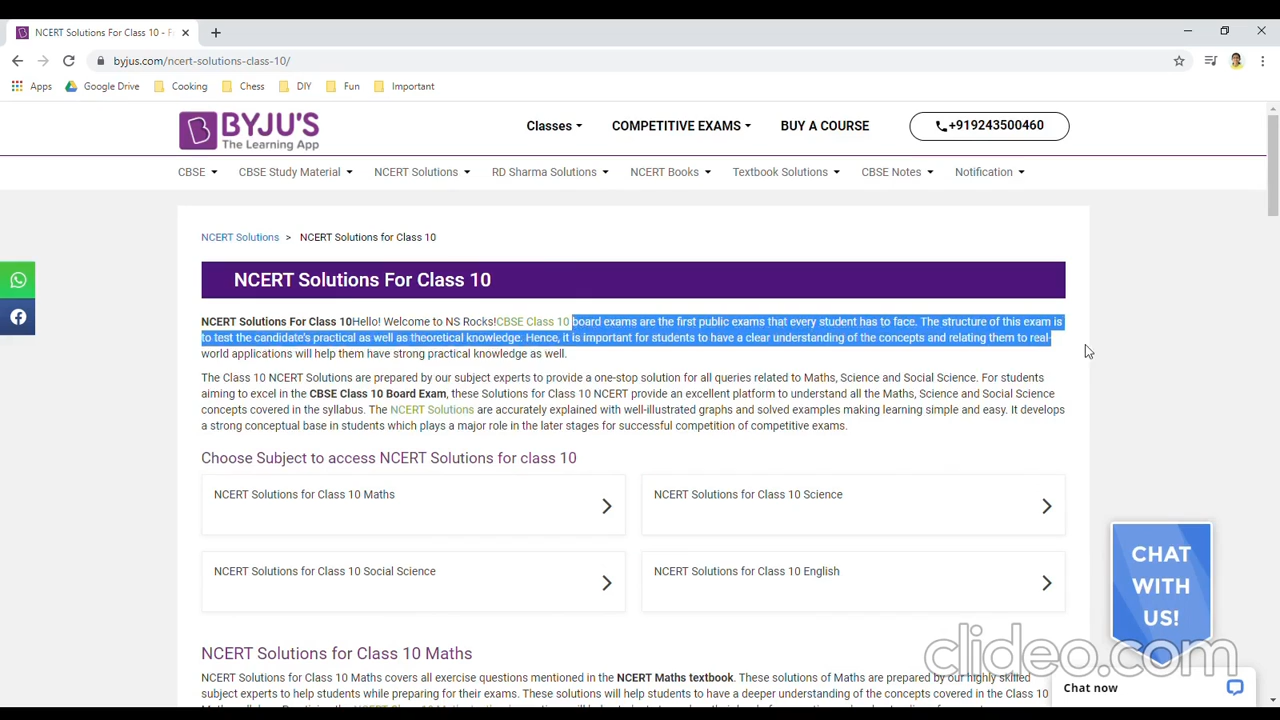 NCERT Solutions For Class 10 - F
byjus.com/ncert-solutions-class-10/
Apps Google Drive Cooking Chess DIY Fun Important
BYJU'S
The Learning App
Classes COMPETITIVE EXAMS BUY A COURSE +919243500460
CBSE CBSE Study Material NCERT Solutions RD Sharma Solutions NCERT Books Textbook Solutions CBSE Notes Notification
NCERT Solutions > NCERT Solutions for Class 10
NCERT Solutions For Class 10
NCERT Solutions For Class 10Hello! Welcome to NS Rocks!CBSE Class 10 board exams are the first public exams that every student has to face. The structure of this exam is
to test the candidate's practical as well as theoretical knowledge. Hence, it is important for students to have a clear understanding of the concepts and relating them to real-
world applications will help them have strong practical knowledge as well.
The Class 10 NCERT Solutions are prepared by our subject experts to provide a one-stop solution for all queries related to Maths, Science and Social Science. For students
aiming to excel in the CBSE Class 10 Board Exam, these Solutions for Class 10 NCERT provide an excellent platform to understand all the Maths, Science and Social Science
concepts covered in the syllabus. The NCERT Solutions are accurately explained with well-illustrated graphs and solved examples making learning simple and easy. It develops
a strong conceptual base in students which plays a major role in the later stages for successful competition of competitive exams.
Choose Subject to access NCERT Solutions for class 10
NCERT Solutions for Class 10 Maths
NCERT Solutions for Class 10 Science
NCERT Solutions for Class 10 Social Science
NCERT Solutions for Class 10 English
CHAT
WITH
US!
NCERT Solutions for Class 10 Maths
clideo.com
NCERT Solutions for Class 10 Maths covers all exercise questions mentioned in the NCERT Maths textbook. These solutions of Maths are prepared by our highly skilled
subject experts to help students while preparing for their exams. These solutions will help students to have a deeper understanding of the concepts covered in the Class 10
Chat now